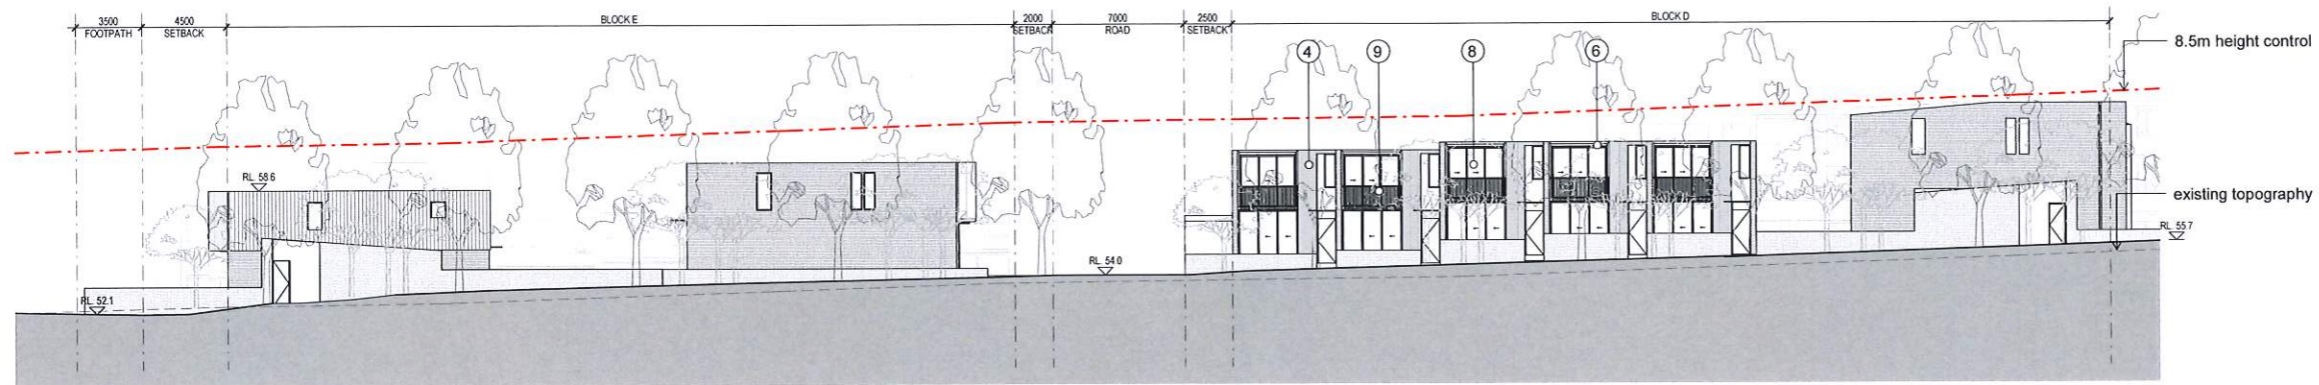 3500
FOOTPATH
4500
SETBACK
BLOCK E
2000
SETBACK
7000
ROAD
2500
SETBACK
BLOCK D
8.5m height control
4
9
8
6
RL 58.6
existing topography
RL 55.7
RL 54.0
RL 52.1